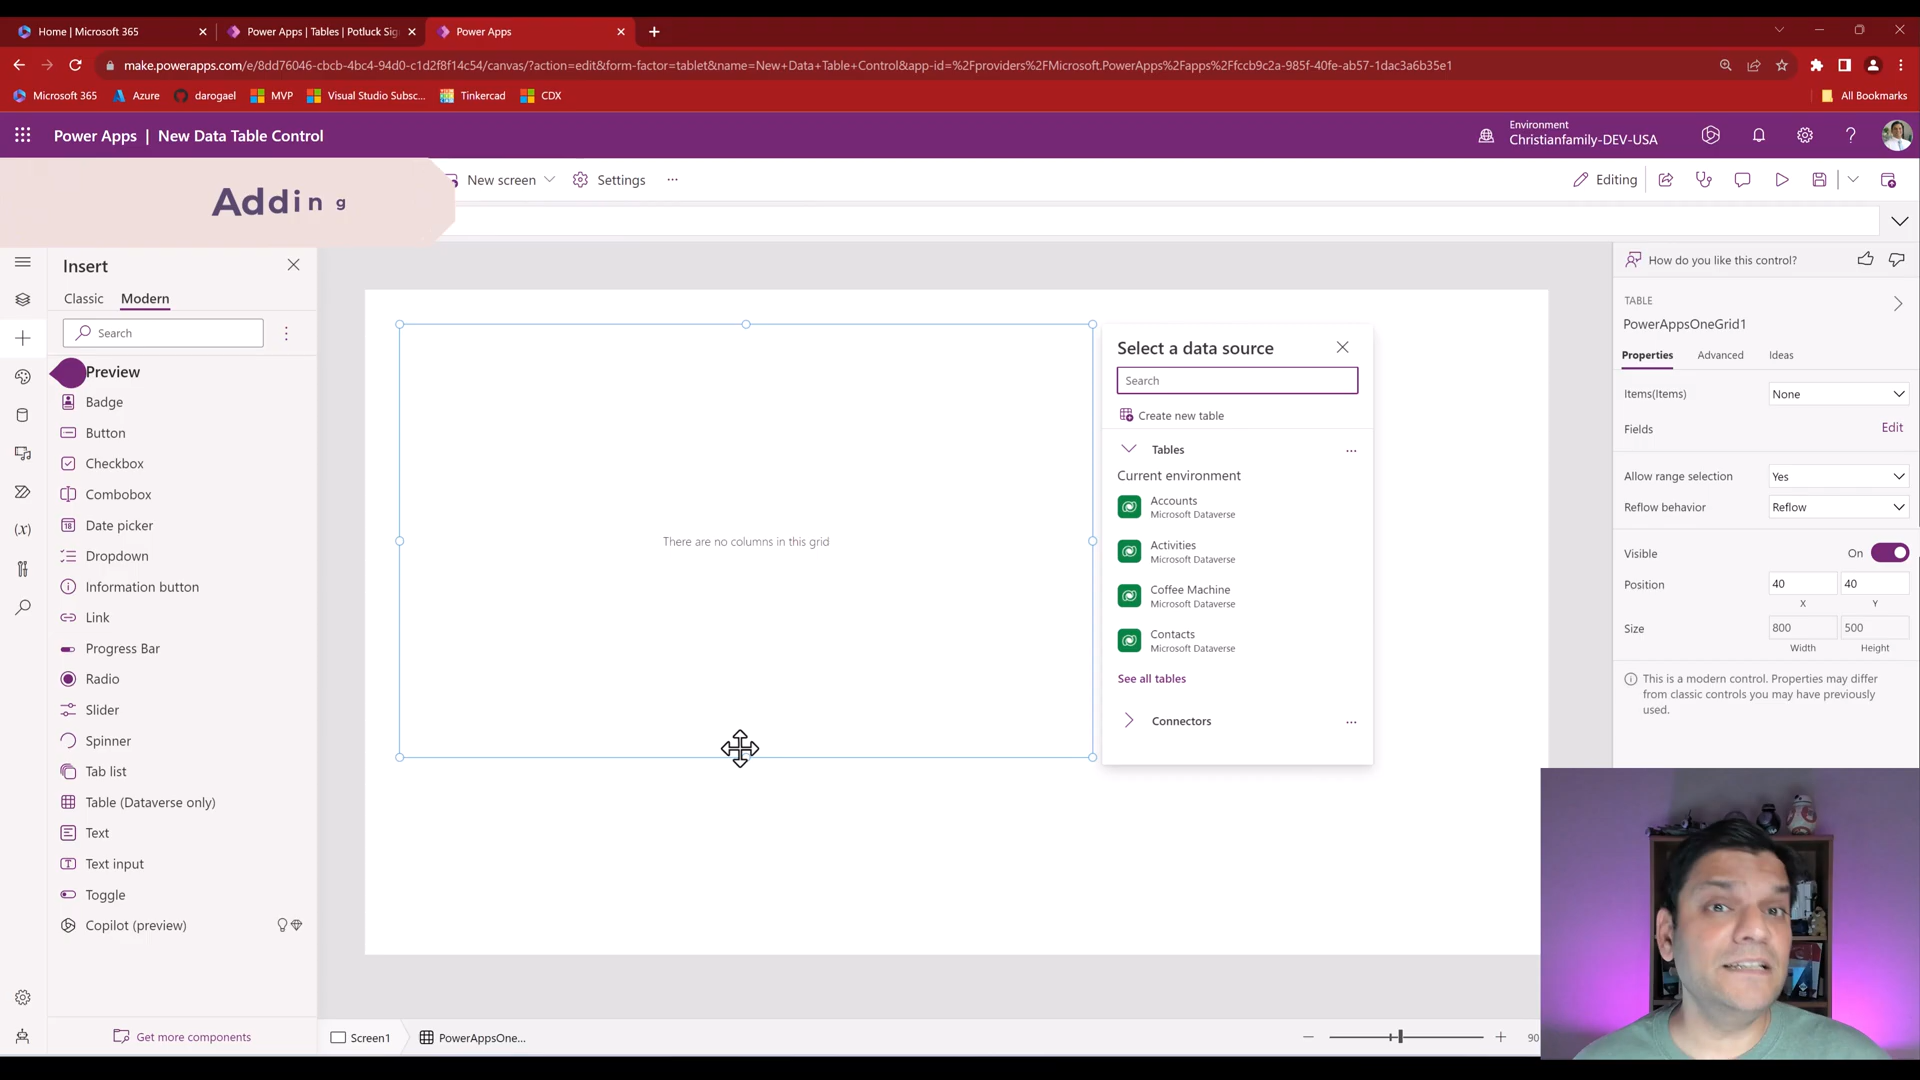 Home | Microsoft 365
Power Apps | Tables | Potluck Sig
Power Apps
make.powerapps.com/e/8dd76046-cbcb-4bc4-94d0-c1d2f8f14c54/canvas/?action=edit&form-factor=tablet&name=New+Data+Table+Control&app-id=%2Fproviders%2FMicrosoft.PowerApps%2Fapps%2Ffccb9c2a-985f-40fe-ab57-1dac3a6b35e1
Microsoft 365
Azure
darogael
MVP
Visual Studio Subsc...
Tinkercad
CDX
All Bookmarks
Power Apps | New Data Table Control
Environment
Christianfamily-DEV-USA
Adding
New screen
Settings
...
Editing
Insert
Classic
Modern
Search
Preview
Badge
Button
Checkbox
Combobox
Date picker
Dropdown
Information button
Link
Progress Bar
Radio
Slider
Spinner
Tab list
Table (Dataverse only)
Text
Text input
Toggle
Copilot (preview)
Get more components
There are no columns in this grid
Select a data source
Search
Create new table
Tables
...
Current environment
Accounts
Microsoft Dataverse
Activities
Microsoft Dataverse
Coffee Machine
Microsoft Dataverse
Contacts
Microsoft Dataverse
See all tables
Connectors
...
How do you like this control?
TABLE
PowerAppsOneGrid1
Properties
Advanced
Ideas
Items(Items)
None
Fields
Edit
Allow range selection
Yes
Reflow behavior
Reflow
Visible
On
Position
40
40
X
Y
Size
800
500
Width
Height
This is a modern control. Properties may differ
from classic controls you may have previously
used.
Screen1
PowerAppsOne...
90